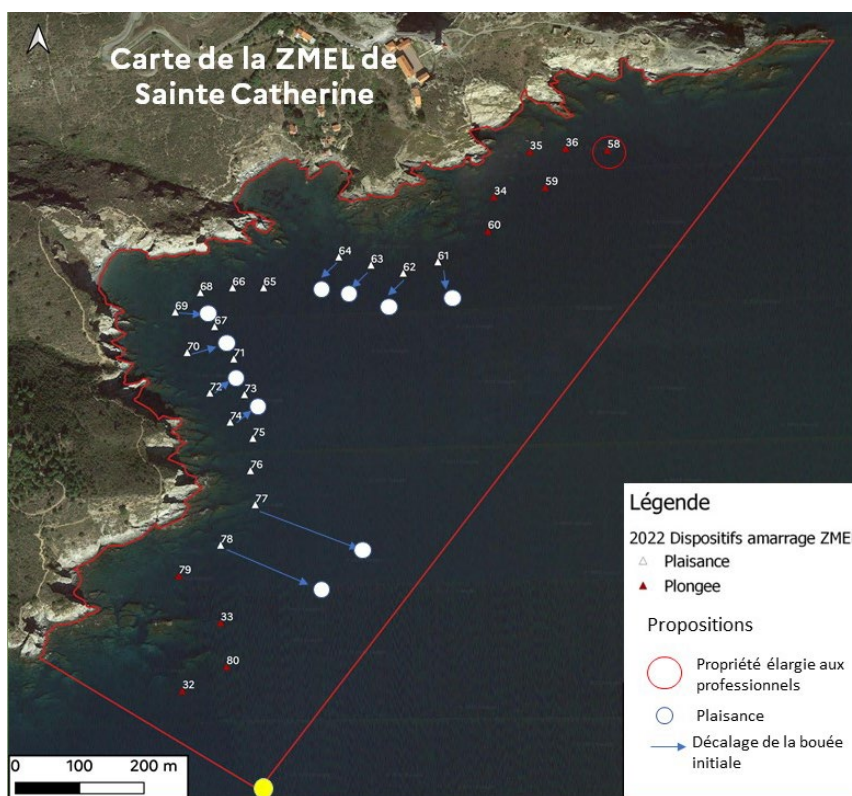 Carte de la ZMEL de
Sainte Catherine
35
36
58
34
59
60
64
63
62
61
68
66
65
69
67
70
71
72
73
74
75
76
77
78
79
33
80
32
Légende
2022 Dispositifs amarrage ZME
Plaisance
Plongee
Propositions
Propriété élargie aux
professionnels
Plaisance
Décalage de la bouée
initiale
0 100 200 m